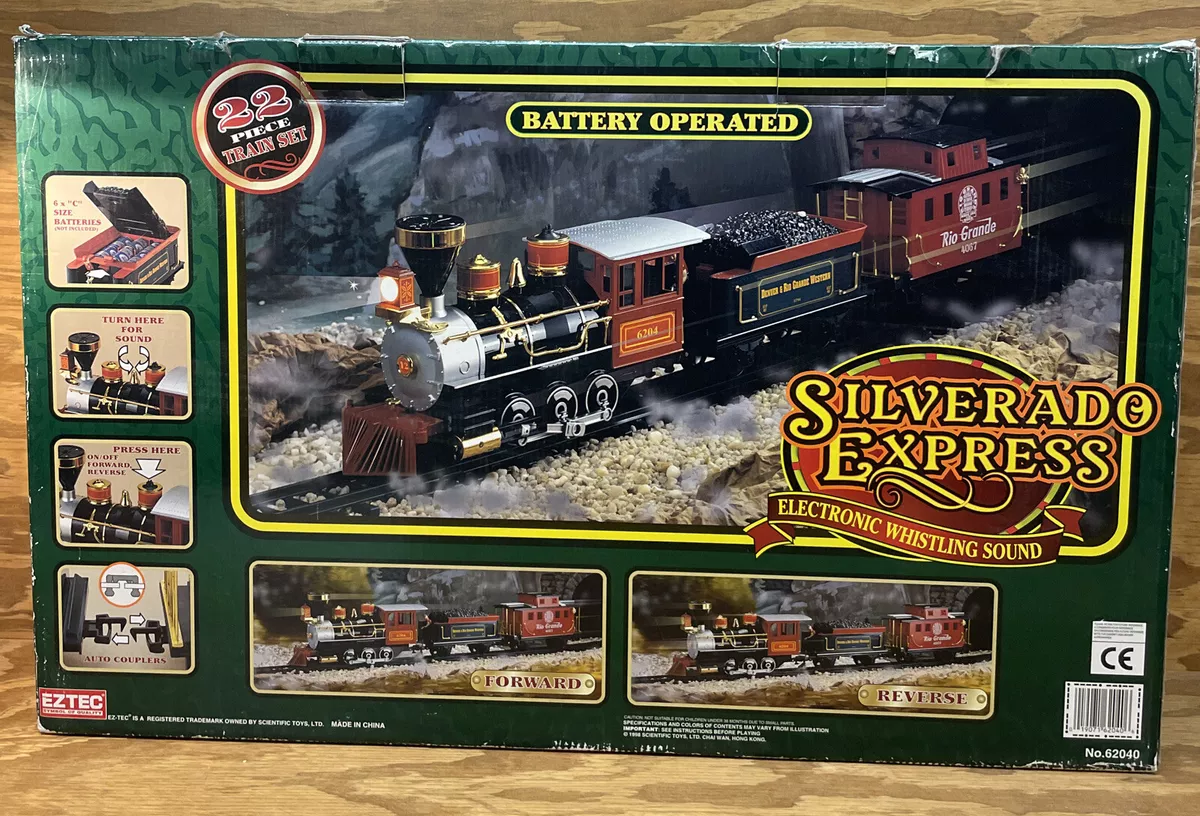 22
PIECE
TRAIN SET
BATTERY OPERATED
6 x "C"
SIZE
BATTERIES
(NOT INCLUDED)
TURN HERE
FOR
SOUND
PRESS HERE
ON/OFF
FORWARD,
REVERSE
AUTO COUPLERS
6204
DENVER & RIO GRANDE WESTERN
Rio Grande
4067
SILVERADO
EXPRESS
ELECTRONIC WHISTLING SOUND
FORWARD
REVERSE
EZTEC
SYMBOL OF QUALITY
EZ-TEC® IS A REGISTERED TRADEMARK OWNED BY SCIENTIFIC TOYS, LTD. MADE IN CHINA
CAUTION: NOT SUITABLE FOR CHILDREN UNDER 36 MONTHS DUE TO SMALL PARTS.
SPECIFICATIONS AND COLORS OF CONTENTS MAY VARY FROM ILLUSTRATION
IMPORTANT: SEE INSTRUCTIONS BEFORE PLAYING
© 1998 SCIENTIFIC TOYS, LTD. CHAI WAN, HONG KONG.
CE
No.62040